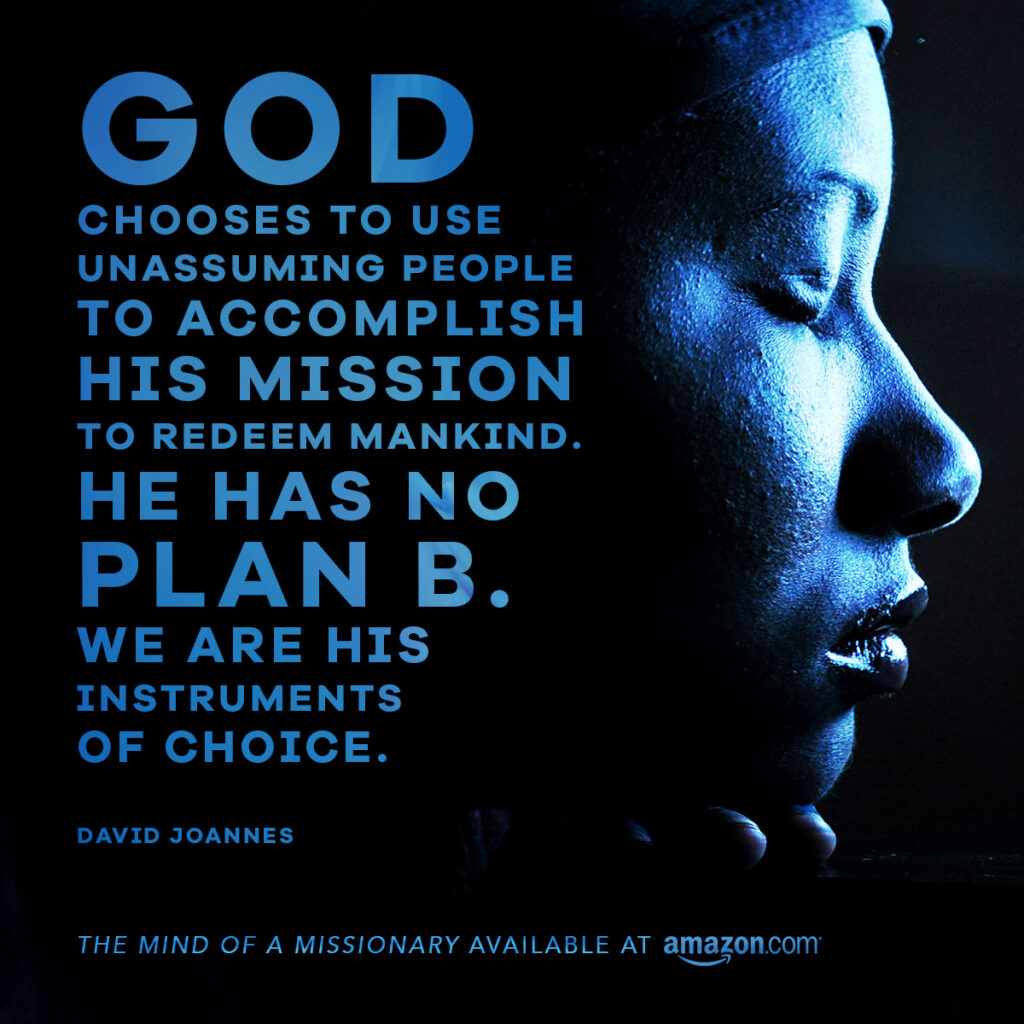 GOD
CHOOSES TO USE
UNASSUMING PEOPLE
TO ACCOMPLISH
HIS MISSION
TO REDEEM MANKIND.
HE HAS NO
PLAN B.
WE ARE HIS
INSTRUMENTS
OF CHOICE.
DAVID JOANNES
THE MIND OF A MISSIONARY AVAILABLE AT amazon.com